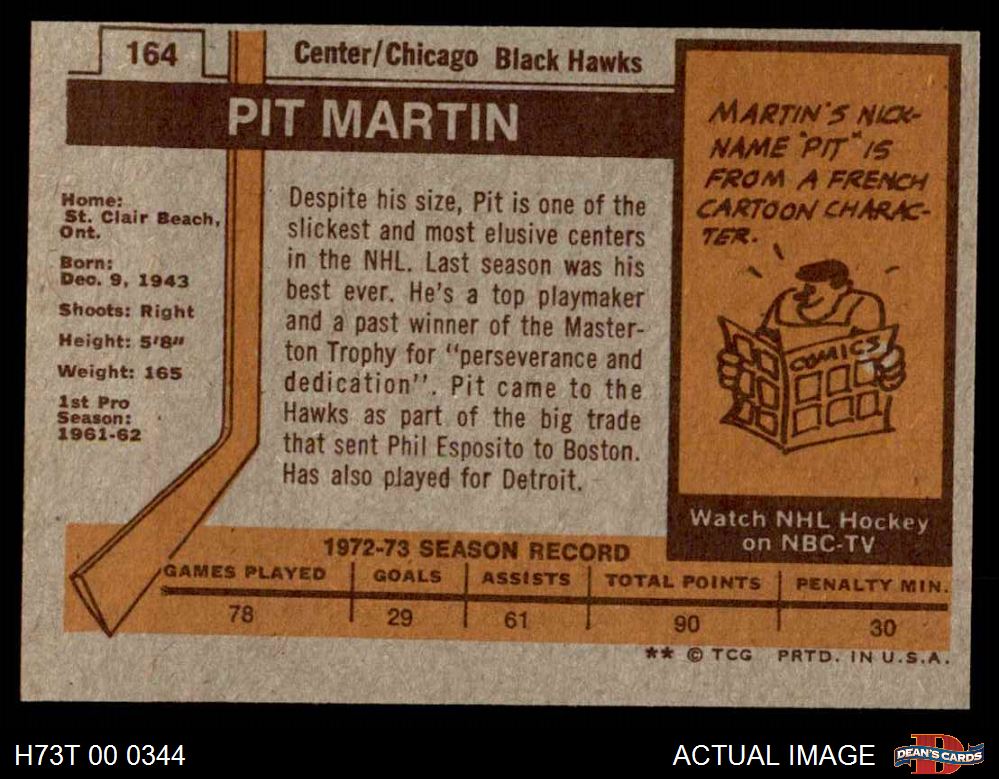 164
Center/Chicago Black Hawks
PIT MARTIN
Home:
St. Clair Beach,
Ont.
Born:
Dec. 9, 1943
Shoots: Right
Height: 5'8"
Weight: 165
1st Pro
Season:
1961-62
Despite his size, Pit is one of the
slickest and most elusive centers
in the NHL. Last season was his
best ever. He's a top playmaker
and a past winner of the Master-
ton Trophy for "perseverance and
dedication". Pit came to the
Hawks as part of the big trade
that sent Phil Esposito to Boston.
Has also played for Detroit.
MARTIN'S NICK-
NAME "PIT" IS
FROM A FRENCH
CARTOON CHARAC-
TER.
COMICS
Watch NHL Hockey
on NBC-TV
1972-73 SEASON RECORD
GAMES PLAYED GOALS ASSISTS TOTAL POINTS PENALTY MIN.
78 29 61 90 30
** © TCG PRTD. IN U.S.A.
H73T 00 0344
ACTUAL IMAGE
D
DEAN'S CARDS